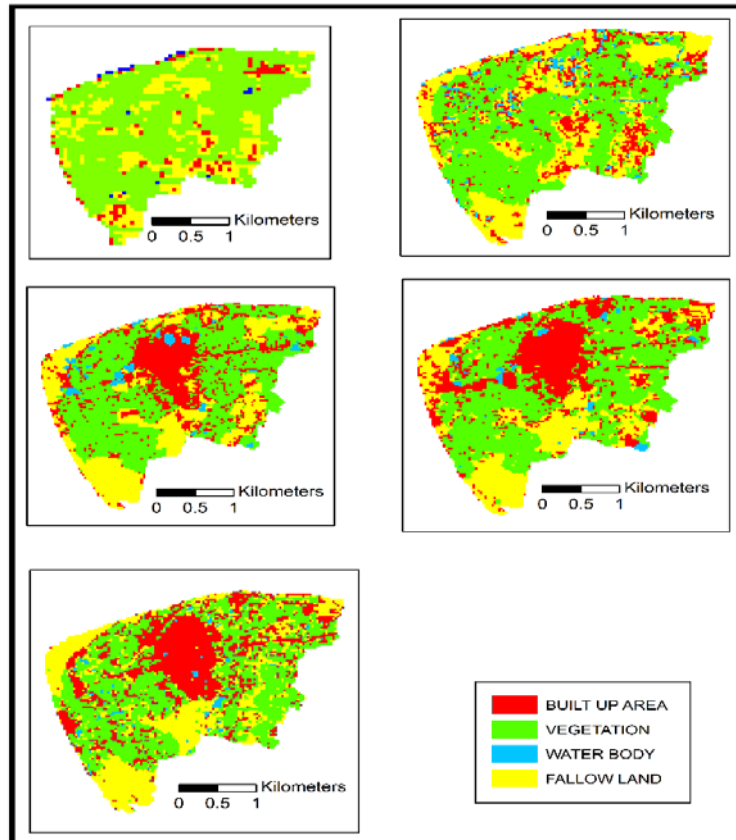 Kilometers
0 0.5 1
Kilometers
0 0.5 1
Kilometers
0 0.5 1
Kilometers
0 0.5 1
Kilometers
0 0.5 1
BUILT UP AREA
VEGETATION
WATER BODY
FALLOW LAND